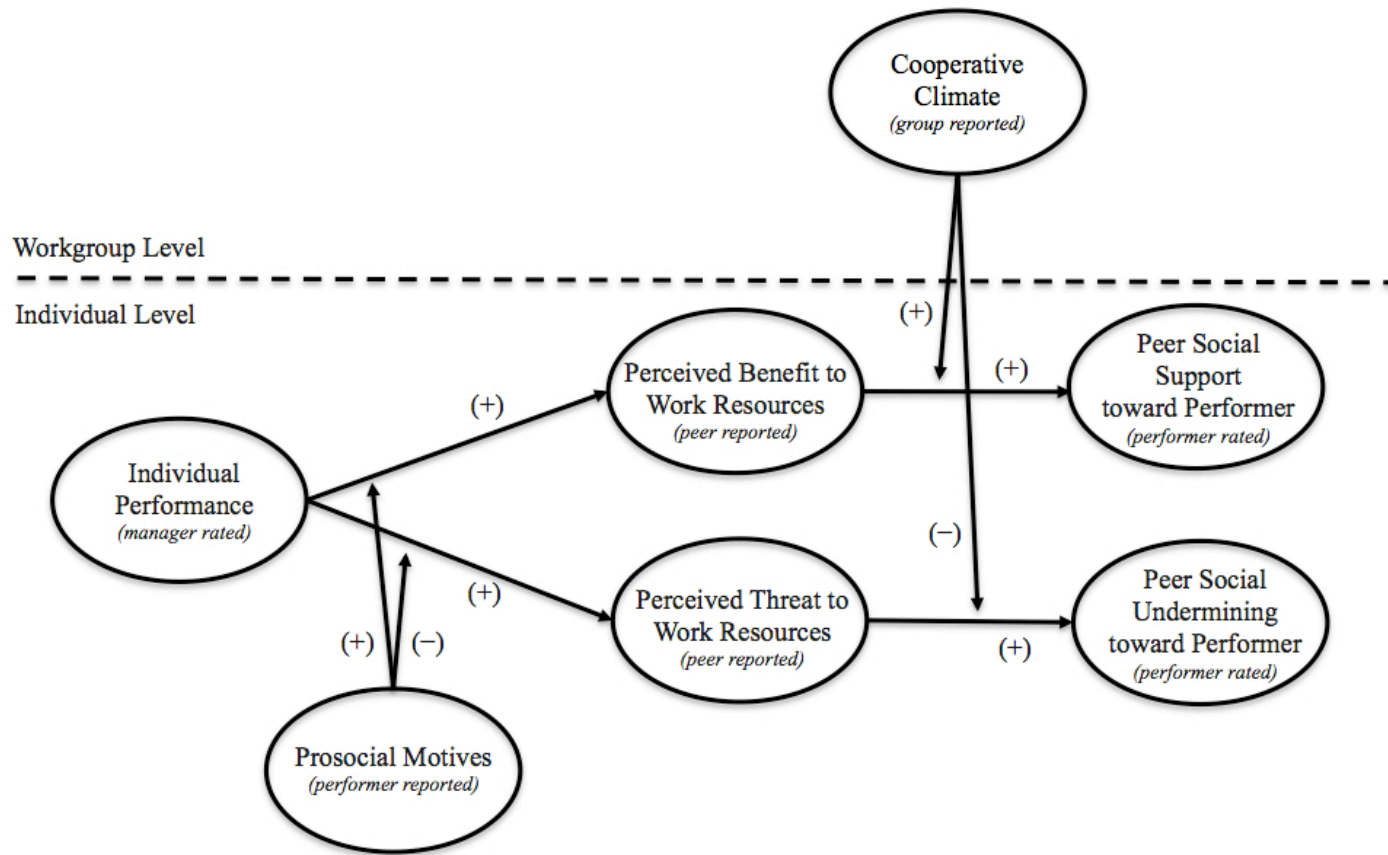 Cooperative
Climate
(group reported)
Workgroup Level
Individual Level
(+)
Perceived Benefit to
Work Resources
(peer reported)
(+)
Peer Social
Support
toward Performer
(performer rated)
(+)
Individual
Performance
(manager rated)
(+)
Perceived Threat to
Work Resources
(peer reported)
(−)
(+)
Peer Social
Undermining
toward Performer
(performer rated)
(+)
(−)
Prosocial Motives
(performer reported)